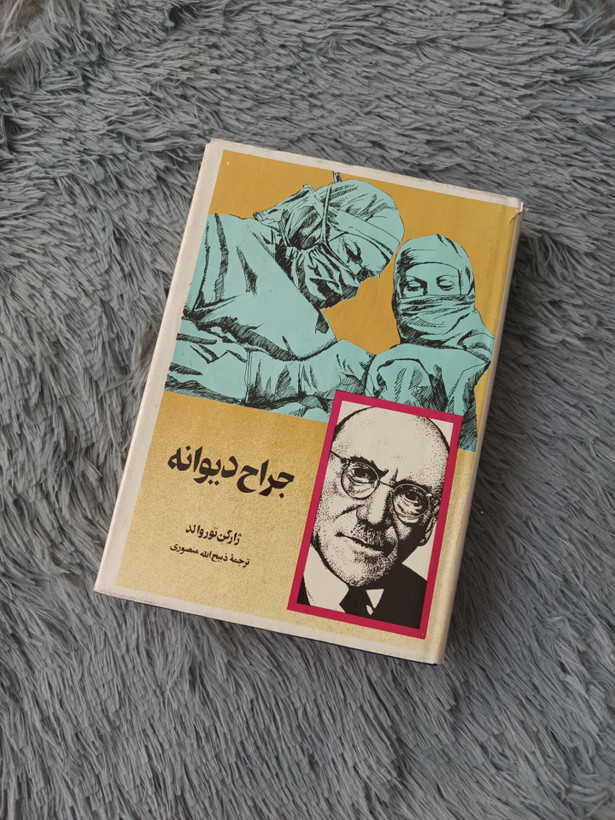 جراح دیوانه
ژارگن توروالد
ترجمهٔ ذبیح‌الله منصوری